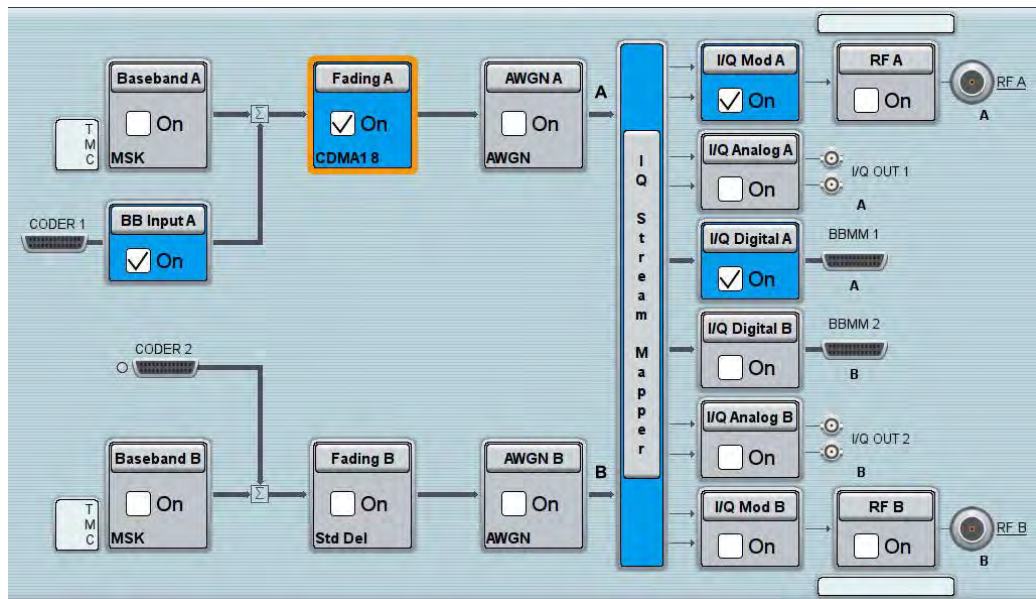 Baseband A
On
T
M
C
MSK
Fading A
On
CDMA1 8
AWGN A
On
AWGN
A
I/Q Mod A
On
RF A
On
RF A
A
I/Q Analog A
On
I/Q OUT 1
A
CODER 1
BB Input A
On
Σ
I/Q Digital A
On
BBMM 1
A
I
Q
S
t
r
e
a
m
M
a
p
p
e
r
I/Q Digital B
On
BBMM 2
B
CODER 2
I/Q Analog B
On
I/Q OUT 2
B
Baseband B
On
T
M
C
MSK
Σ
Fading B
On
Std Del
AWGN B
On
AWGN
B
I/Q Mod B
On
RF B
On
RF B
B